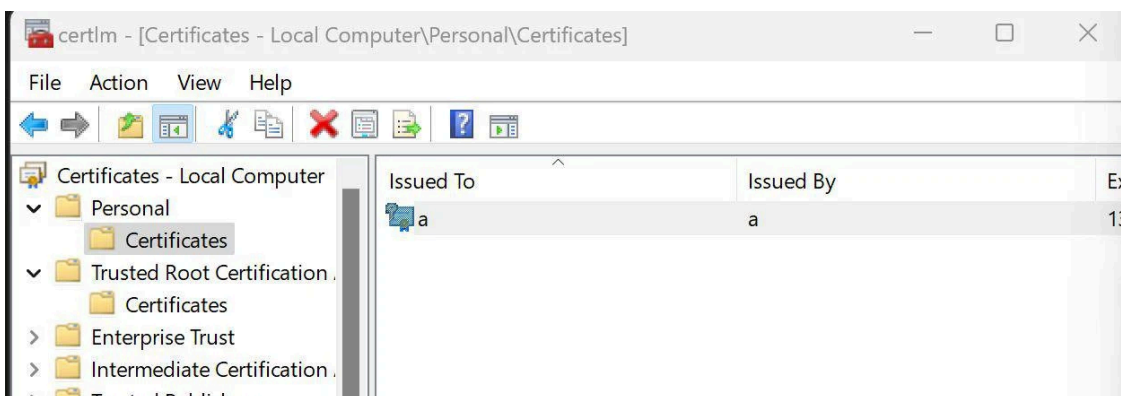 certlm - [Certificates - Local Computer\Personal\Certificates]
File Action View Help
Certificates - Local Computer
Personal
Certificates
Trusted Root Certification
Certificates
Enterprise Trust
Intermediate Certification
Issued To Issued By
a a